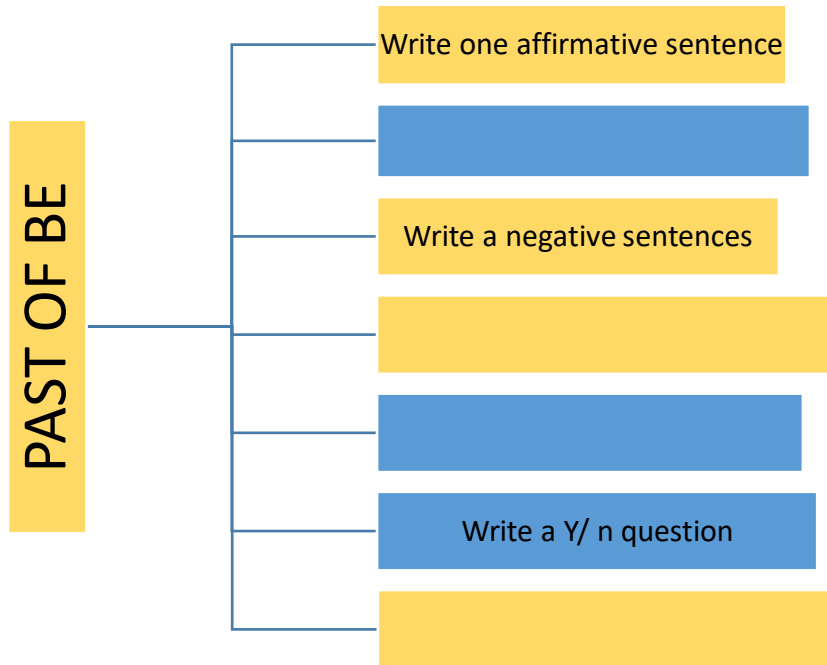 PAST OF BE
Write one affirmative sentence
Write a negative sentences
Write a Y/ n question